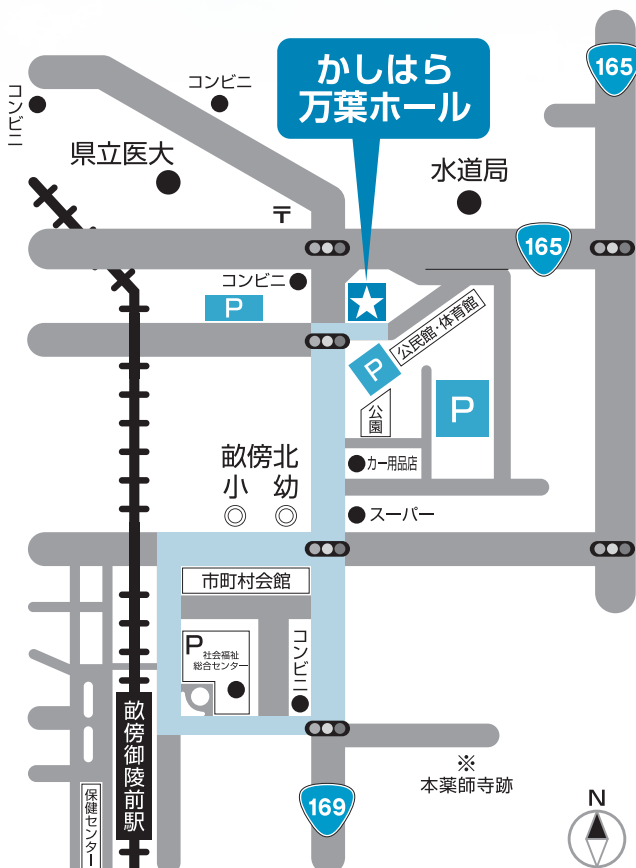 165
コンビニ
コンビニ
かしはら
万葉ホール
県立医大
水道局
〒
165
コンビニ
P
公民館・体育館
P
P
公園
カー用品店
畝傍北
小 幼
スーパー
市町村会館
P
社会福祉
総合センター
コンビニ
畝傍御陵前駅
※
本薬師寺跡
保健センター
169
N